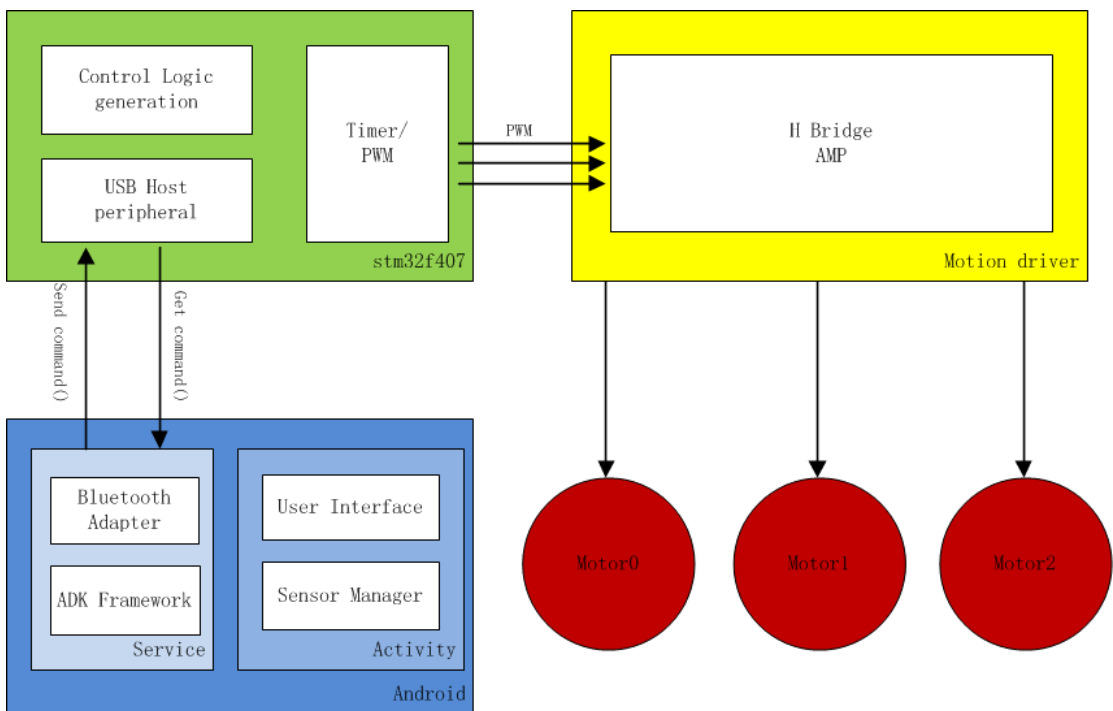 Control Logic
generation
USB Host
peripheral
Timer/
PWM
stm32f407
PWM
H Bridge
AMP
Motion driver
Send command()
Get command()
Bluetooth
Adapter
ADK Framework
Service
User Interface
Sensor Manager
Activity
Android
Motor0
Motor1
Motor2